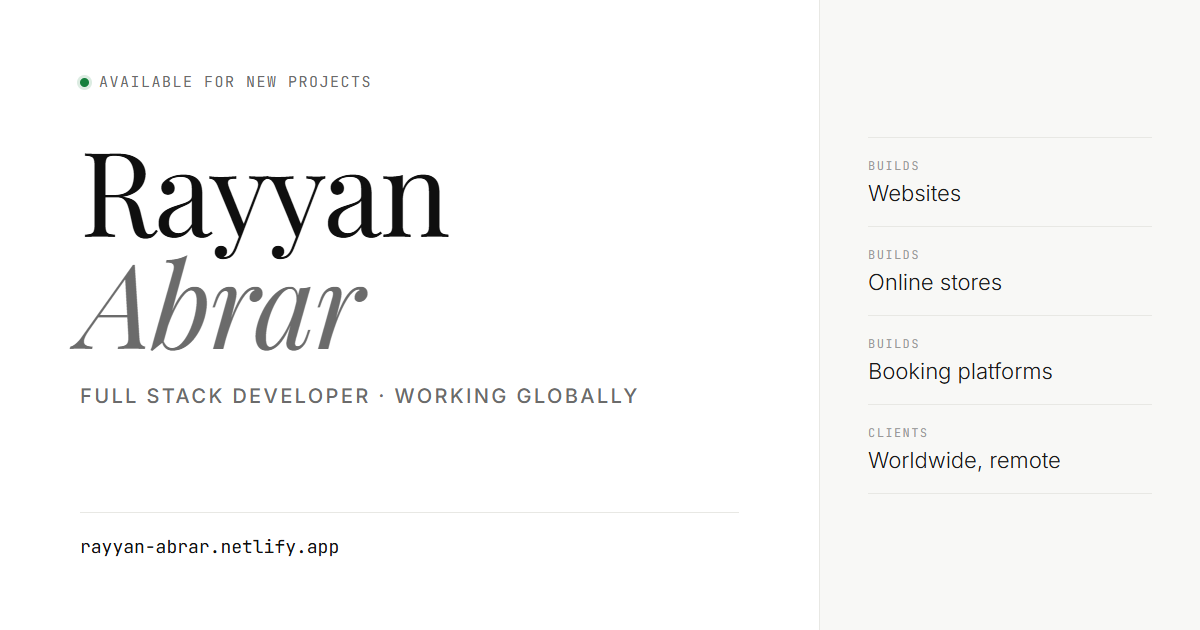 AVAILABLE FOR NEW PROJECTS
Rayyan
Abrar
FULL STACK DEVELOPER · WORKING GLOBALLY
rayyan-abrar.netlify.app
BUILDS
Websites
BUILDS
Online stores
BUILDS
Booking platforms
CLIENTS
Worldwide, remote